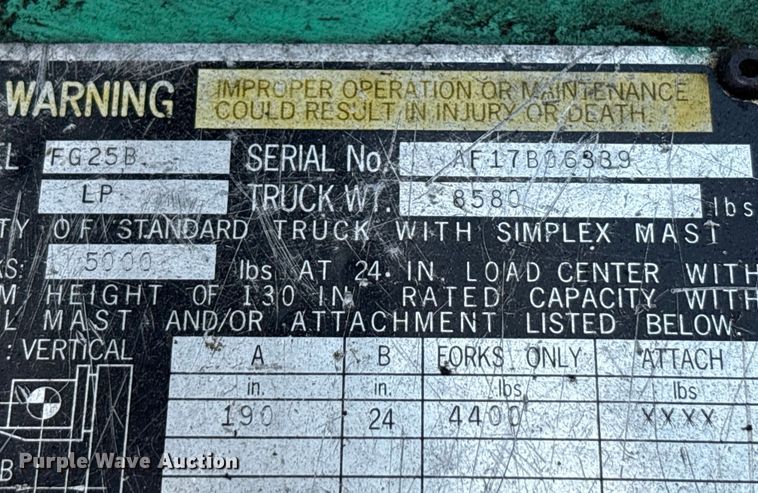 WARNING IMPROPER OPERATION OR MAINTENANCE
COULD RESULT IN INJURY OR DEATH.
EL FG25B SERIAL No. AF17B06339
LP TRUCK WT. 8580 lbs
TY OF STANDARD TRUCK WITH SIMPLEX MAST
KS: 5000 lbs AT 24 IN. LOAD CENTER WITH
M HEIGHT OF 130 IN. RATED CAPACITY WITH
L MAST AND/OR ATTACHMENT LISTED BELOW.
: VERTICAL
A B FORKS ONLY ATTACH
in. in. lbs lbs
190 24 4400 XXXX
B
Purple Wave Auction